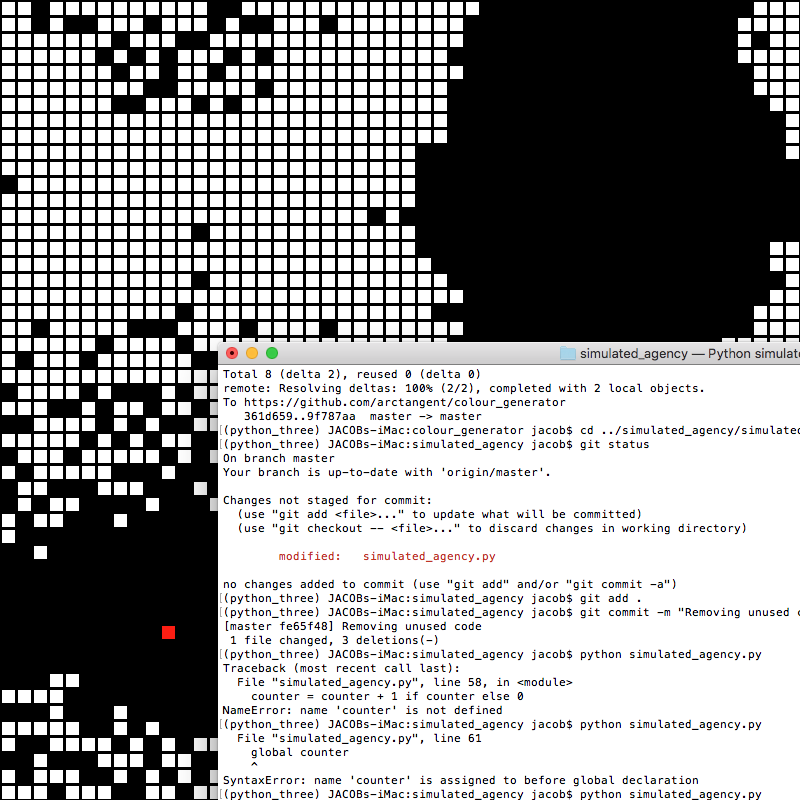 simulated_agency — Python simulat
Total 8 (delta 2), reused 0 (delta 0)
remote: Resolving deltas: 100% (2/2), completed with 2 local objects.
To https://github.com/arctangent/colour_generator
   361d659..9f787aa  master -> master
[(python_three) JACOBs-iMac:colour_generator jacob$ cd ../simulated_agency/simulated
[(python_three) JACOBs-iMac:simulated_agency jacob$ git status
On branch master
Your branch is up-to-date with 'origin/master'.
Changes not staged for commit:
  (use "git add <file>..." to update what will be committed)
  (use "git checkout -- <file>..." to discard changes in working directory)
        modified:   simulated_agency.py
no changes added to commit (use "git add" and/or "git commit -a")
[(python_three) JACOBs-iMac:simulated_agency jacob$ git add .
[(python_three) JACOBs-iMac:simulated_agency jacob$ git commit -m "Removing unused c
[master fe65f48] Removing unused code
 1 file changed, 3 deletions(-)
[(python_three) JACOBs-iMac:simulated_agency jacob$ python simulated_agency.py
Traceback (most recent call last):
  File "simulated_agency.py", line 58, in <module>
    counter = counter + 1 if counter else 0
NameError: name 'counter' is not defined
[(python_three) JACOBs-iMac:simulated_agency jacob$ python simulated_agency.py
  File "simulated_agency.py", line 61
    global counter
    ^
SyntaxError: name 'counter' is assigned to before global declaration
[(python_three) JACOBs-iMac:simulated_agency jacob$ python simulated_agency.py